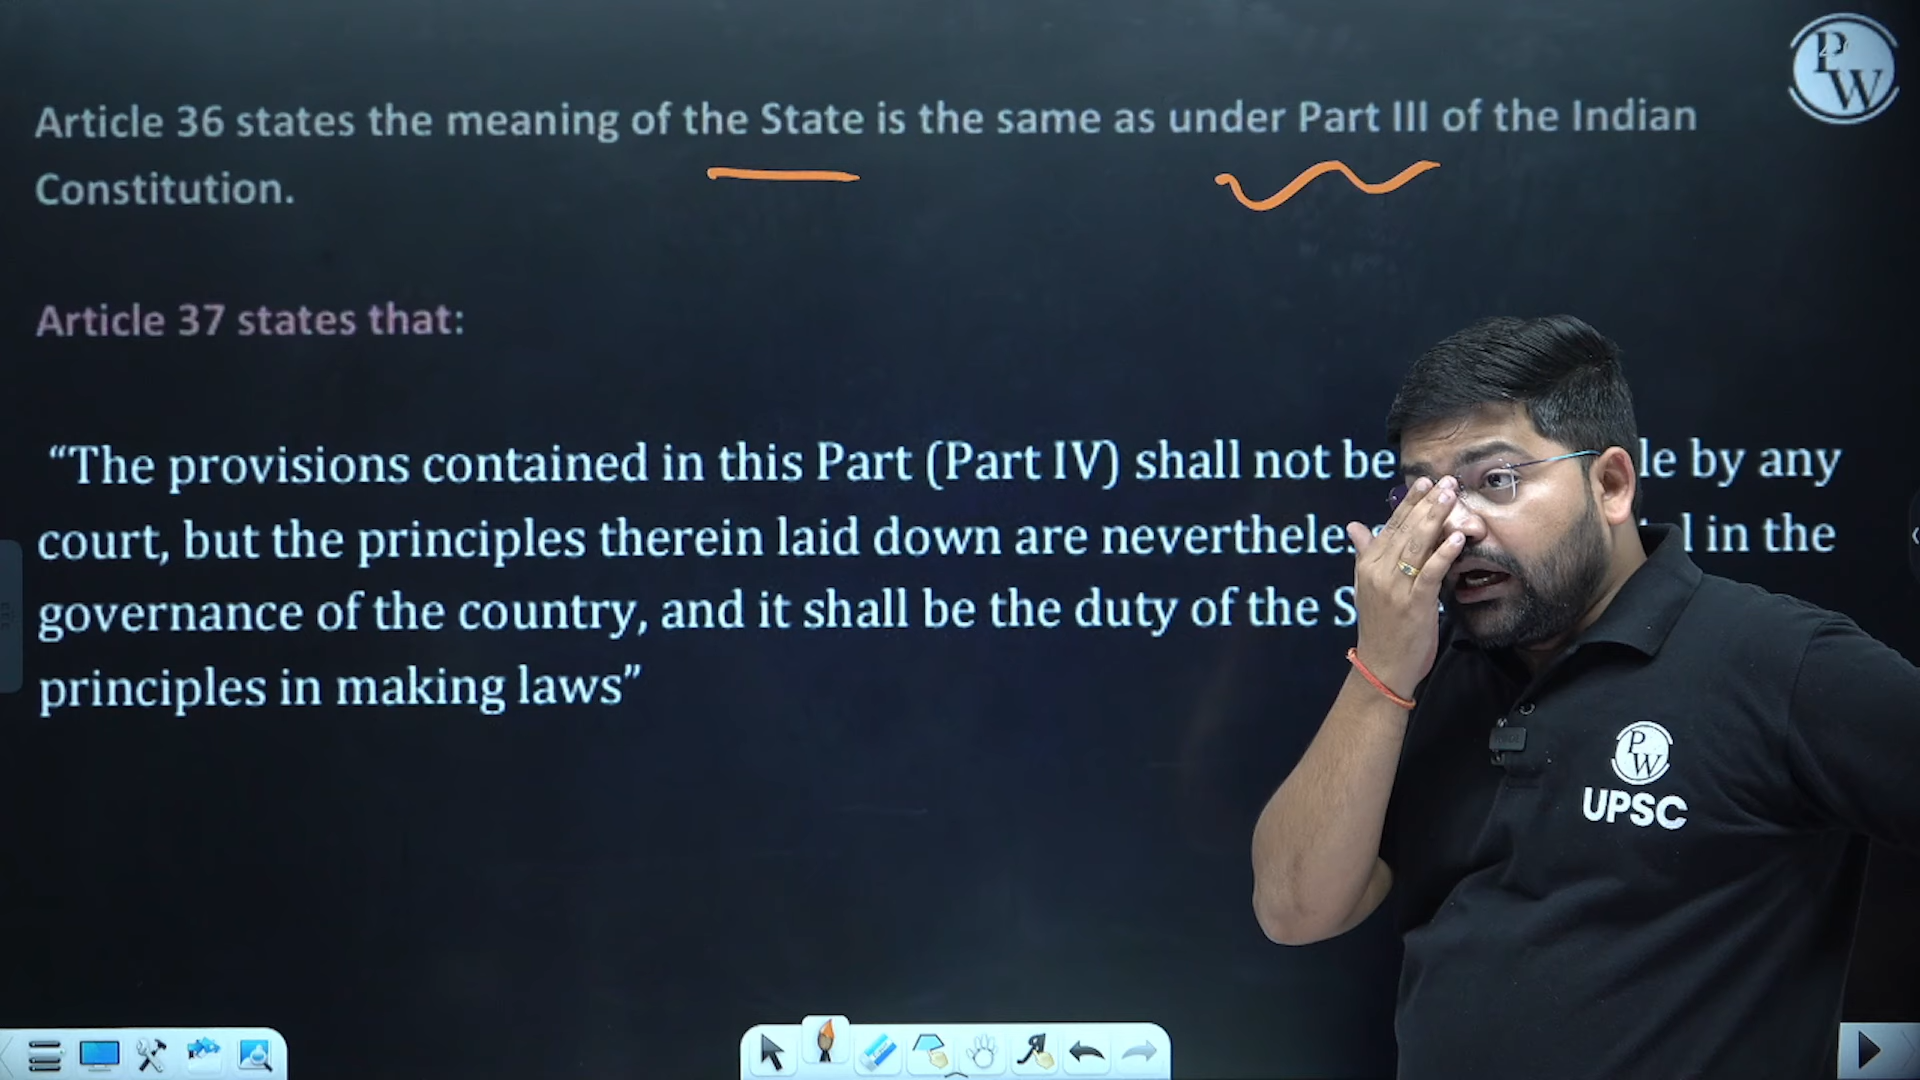 Article 36 states the meaning of the State is the same as under Part III of the Indian
Constitution.
Article 37 states that:
“The provisions contained in this Part (Part IV) shall not be le by any
court, but the principles therein laid down are nevertheles l in the
governance of the country, and it shall be the duty of the S
principles in making laws”
PW
PW
UPSC